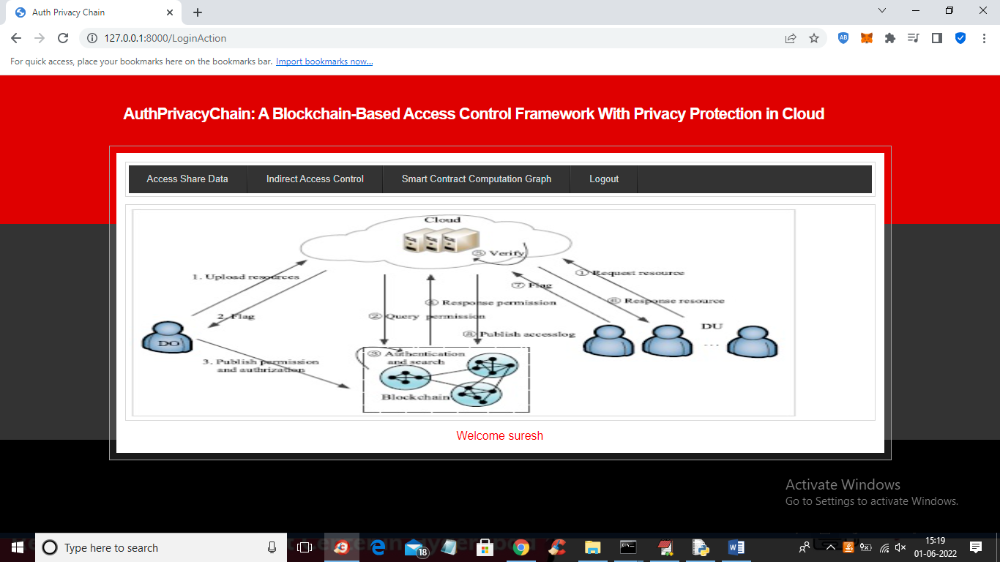 Auth Privacy Chain
127.0.0.1:8000/LoginAction
AB
For quick access, place your bookmarks here on the bookmarks bar. Import bookmarks now...
AuthPrivacyChain: A Blockchain-Based Access Control Framework With Privacy Protection in Cloud
Access Share Data
Indirect Access Control
Smart Contract Computation Graph
Logout
Cloud
⑤ Verify
1. Upload resources
① Request resource
⑦ Flag
④ Response permission
⑥ Response resource
2. Flag
② Query permission
DU
...
DO
⑧ Publish accesslog
③ Authentication
and search
3. Publish permission
and authrization
Blockchain
Welcome suresh
Activate Windows
Go to Settings to activate Windows.
Type here to search
18
15:19
01-06-2022